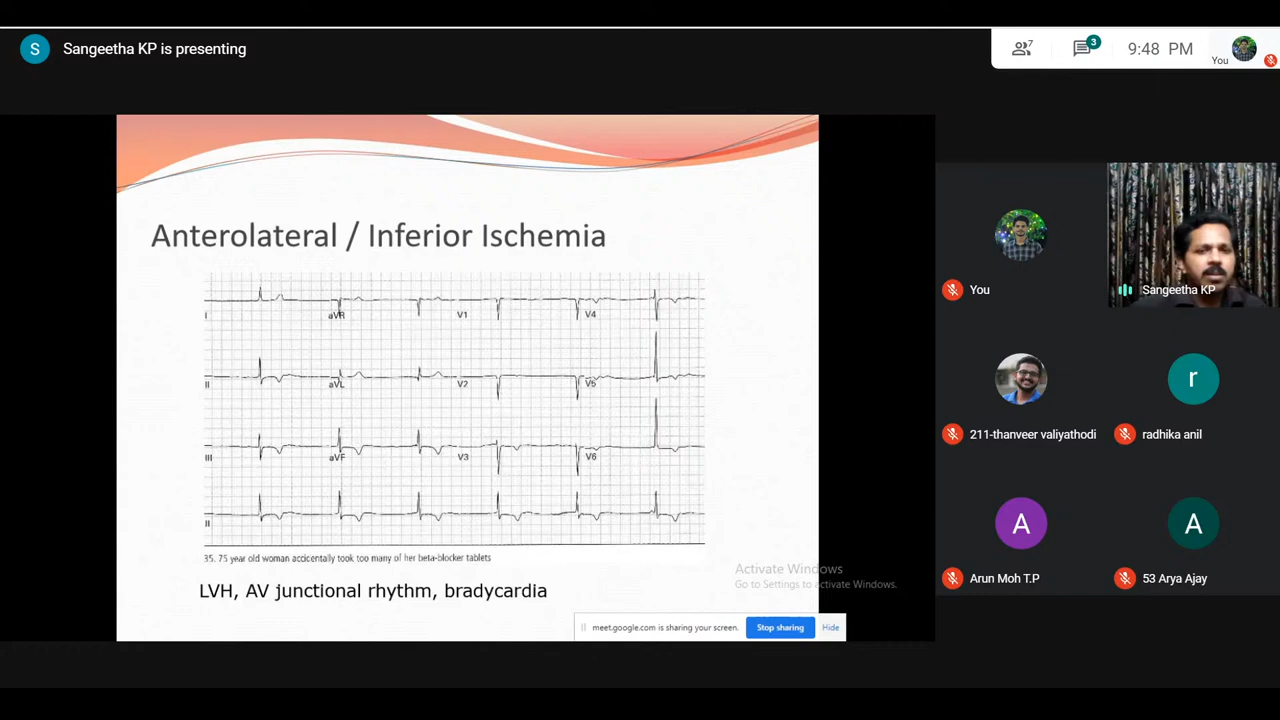 S Sangeetha KP is presenting
7
3
9:48 PM
You
Anterolateral / Inferior Ischemia
I aVR V1 V4
II aVL V2 V5
III aVF V3 V6
II
35. 75 year old woman accidentally took too many of her beta-blocker tablets
LVH, AV junctional rhythm, bradycardia
Activate Windows
Go to Settings to activate Windows.
meet.google.com is sharing your screen. Stop sharing Hide
You
Sangeetha KP
211-thanveer valiyathodi
r
radhika anil
A
Arun Moh T.P
A
53 Arya Ajay